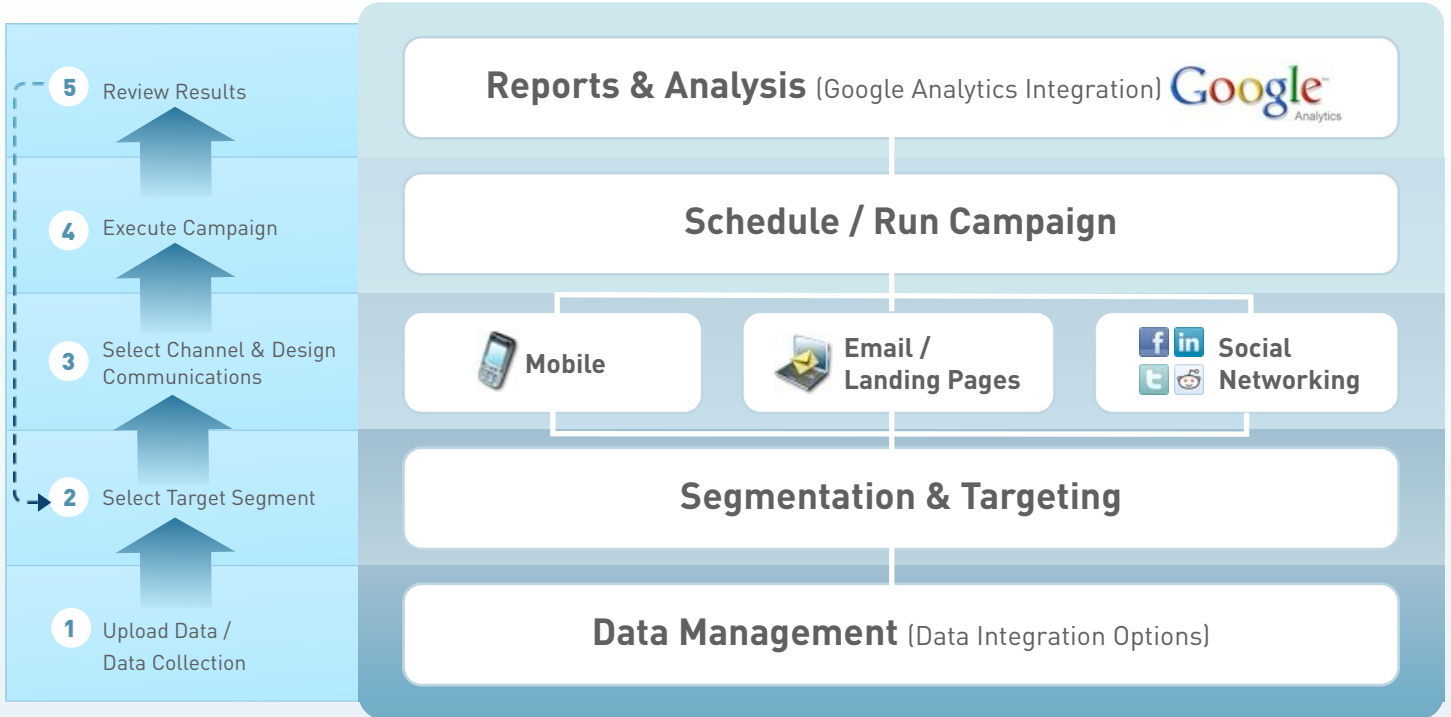 5
Review Results
Reports & Analysis (Google Analytics Integration) Google™
Analytics
4
Execute Campaign
Schedule / Run Campaign
3
Select Channel & Design
Communications
Mobile
Email /
Landing Pages
f in
t
Social
Networking
2
Select Target Segment
Segmentation & Targeting
1
Upload Data /
Data Collection
Data Management (Data Integration Options)